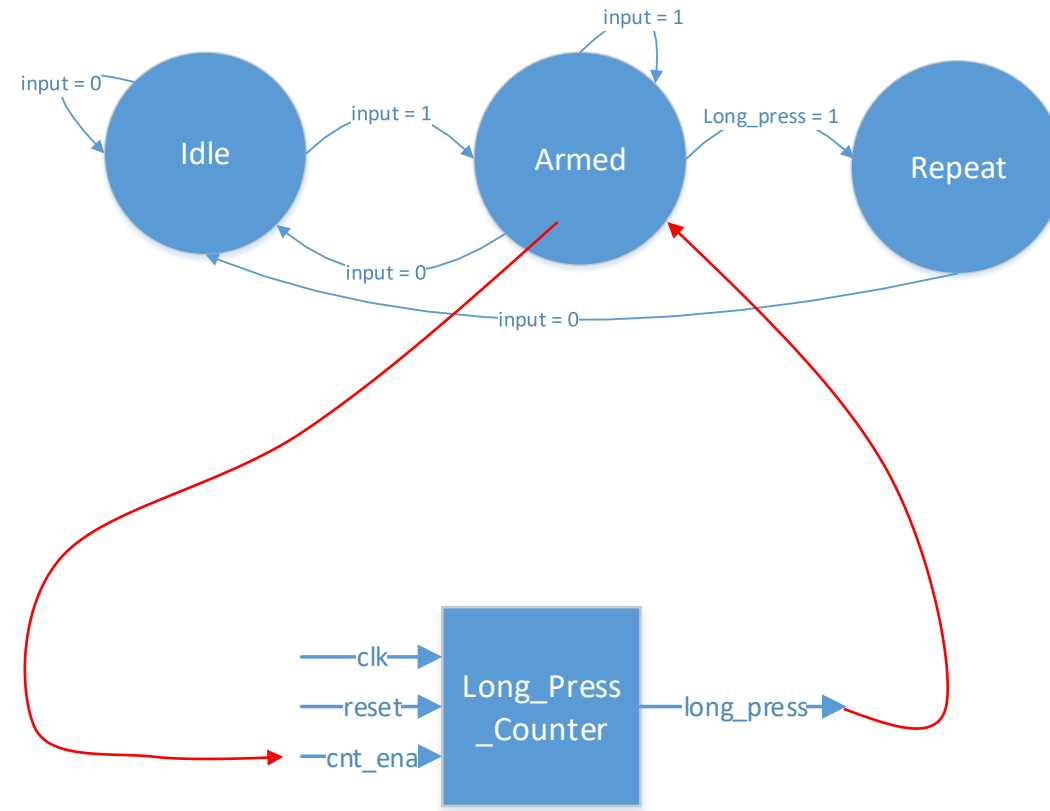 input = 1
input = 0
input = 1
Long_press = 1
Idle
Armed
Repeat
input = 0
input = 0
clk
Long_Press
_Counter
reset
long_press
cnt_ena